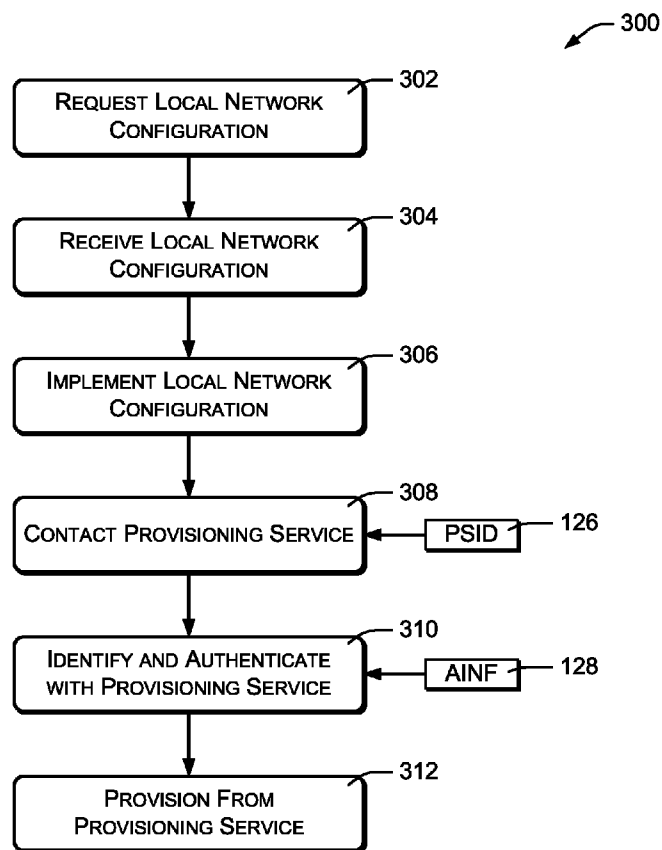 300
302
REQUEST LOCAL NETWORK
CONFIGURATION
304
RECEIVE LOCAL NETWORK
CONFIGURATION
306
IMPLEMENT LOCAL NETWORK
CONFIGURATION
308
CONTACT PROVISIONING SERVICE
PSID
126
310
IDENTIFY AND AUTHENTICATE
WITH PROVISIONING SERVICE
AINF
128
312
PROVISION FROM
PROVISIONING SERVICE